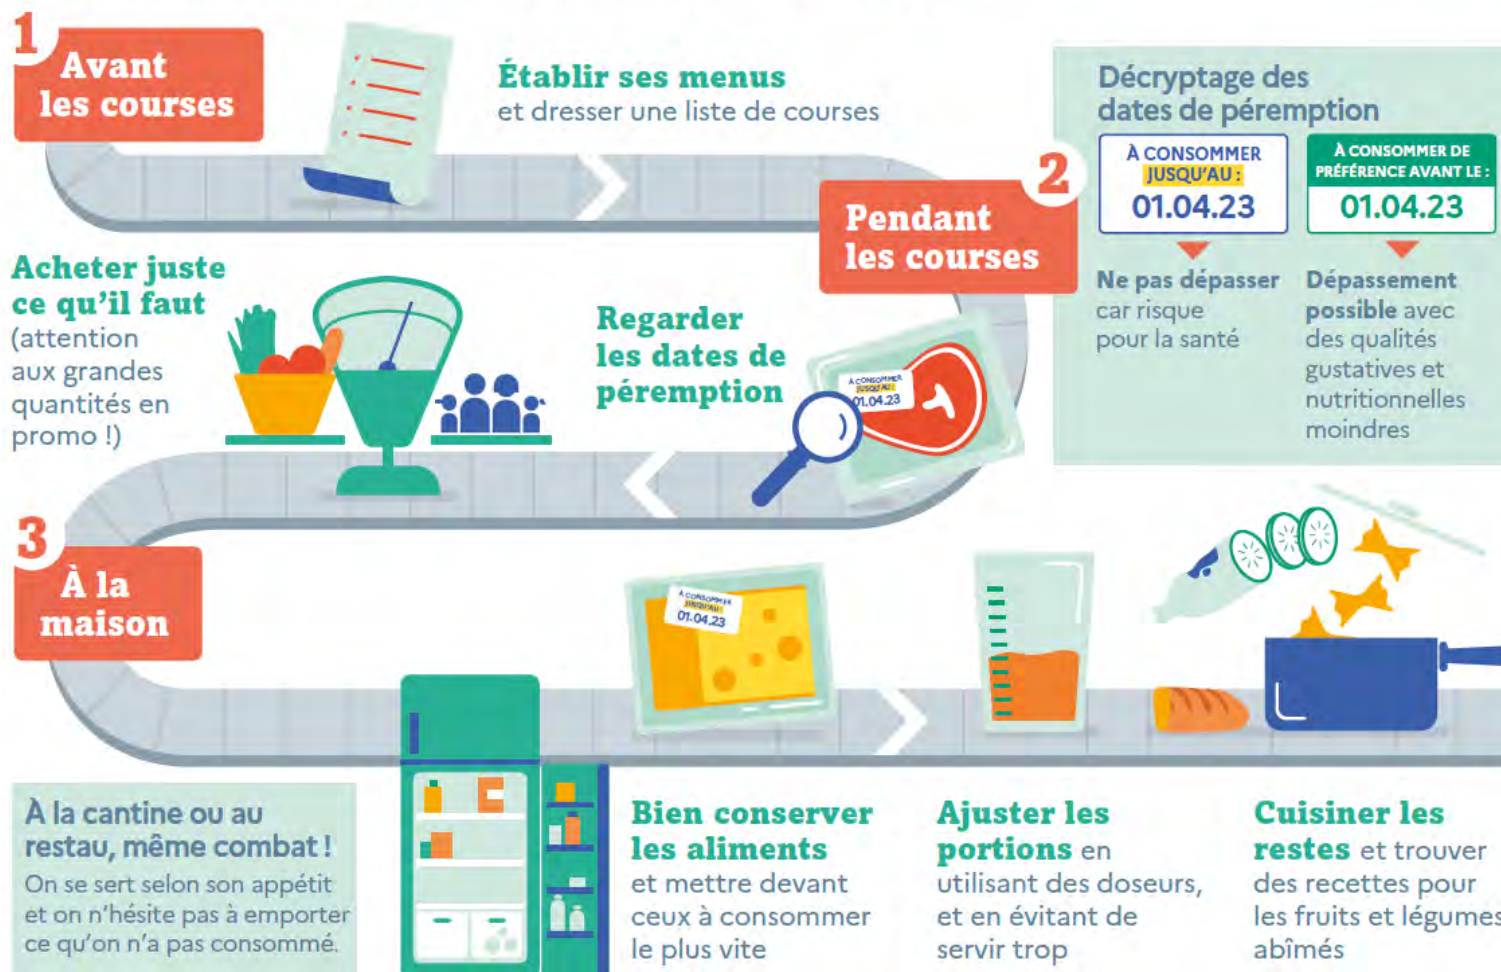 1
Avant
les courses
Établir ses menus
et dresser une liste de courses
2
Pendant
les courses
Décryptage des
dates de péremption
À CONSOMMER
JUSQU'AU :
01.04.23
Ne pas dépasser
car risque
pour la santé
À CONSOMMER DE
PRÉFÉRENCE AVANT LE :
01.04.23
Dépassement
possible avec
des qualités
gustatives et
nutritionnelles
moindres
Regarder
les dates de
péremption
À CONSOMMER
JUSQU'AU :
01.04.23
Acheter juste
ce qu'il faut
(attention
aux grandes
quantités en
promo !)
3
À la
maison
À CONSOMMER
JUSQU'AU :
01.04.23
Bien conserver
les aliments
et mettre devant
ceux à consommer
le plus vite
Ajuster les
portions en
utilisant des doseurs,
et en évitant de
servir trop
Cuisiner les
restes et trouver
des recettes pour
les fruits et légumes
abîmés
À la cantine ou au
restau, même combat !
On se sert selon son appétit
et on n'hésite pas à emporter
ce qu'on n'a pas consommé.